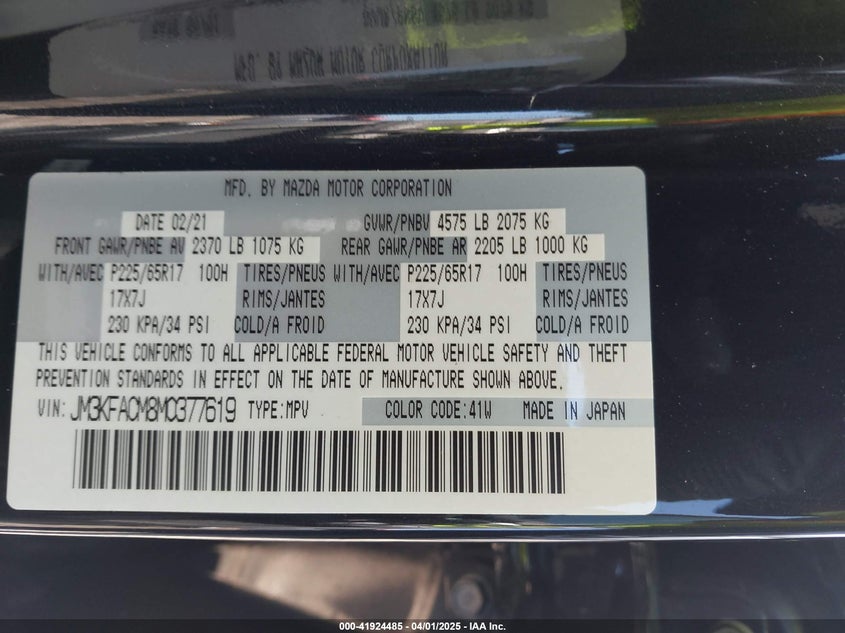 MFD. BY MAZDA MOTOR CORPORATION
DATE 02/21 GVWR/PNBV 4575 LB 2075 KG
FRONT GAWR/PNBE AV 2370 LB 1075 KG REAR GAWR/PNBE AR 2205 LB 1000 KG
WITH/AVEC P225/65R17 100H TIRES/PNEUS WITH/AVEC P225/65R17 100H TIRES/PNEUS
17X7J RIMS/JANTES 17X7J RIMS/JANTES
230 KPA/34 PSI COLD/A FROID 230 KPA/34 PSI COLD/A FROID
THIS VEHICLE CONFORMS TO ALL APPLICABLE FEDERAL MOTOR VEHICLE SAFETY AND THEFT
PREVENTION STANDARDS IN EFFECT ON THE DATE OF MANUFACTURE SHOWN ABOVE.
VIN: JM3KFACM8M0377619 TYPE:MPV COLOR CODE:41W MADE IN JAPAN
000-41924485 - 04/01/2025 - IAA Inc.